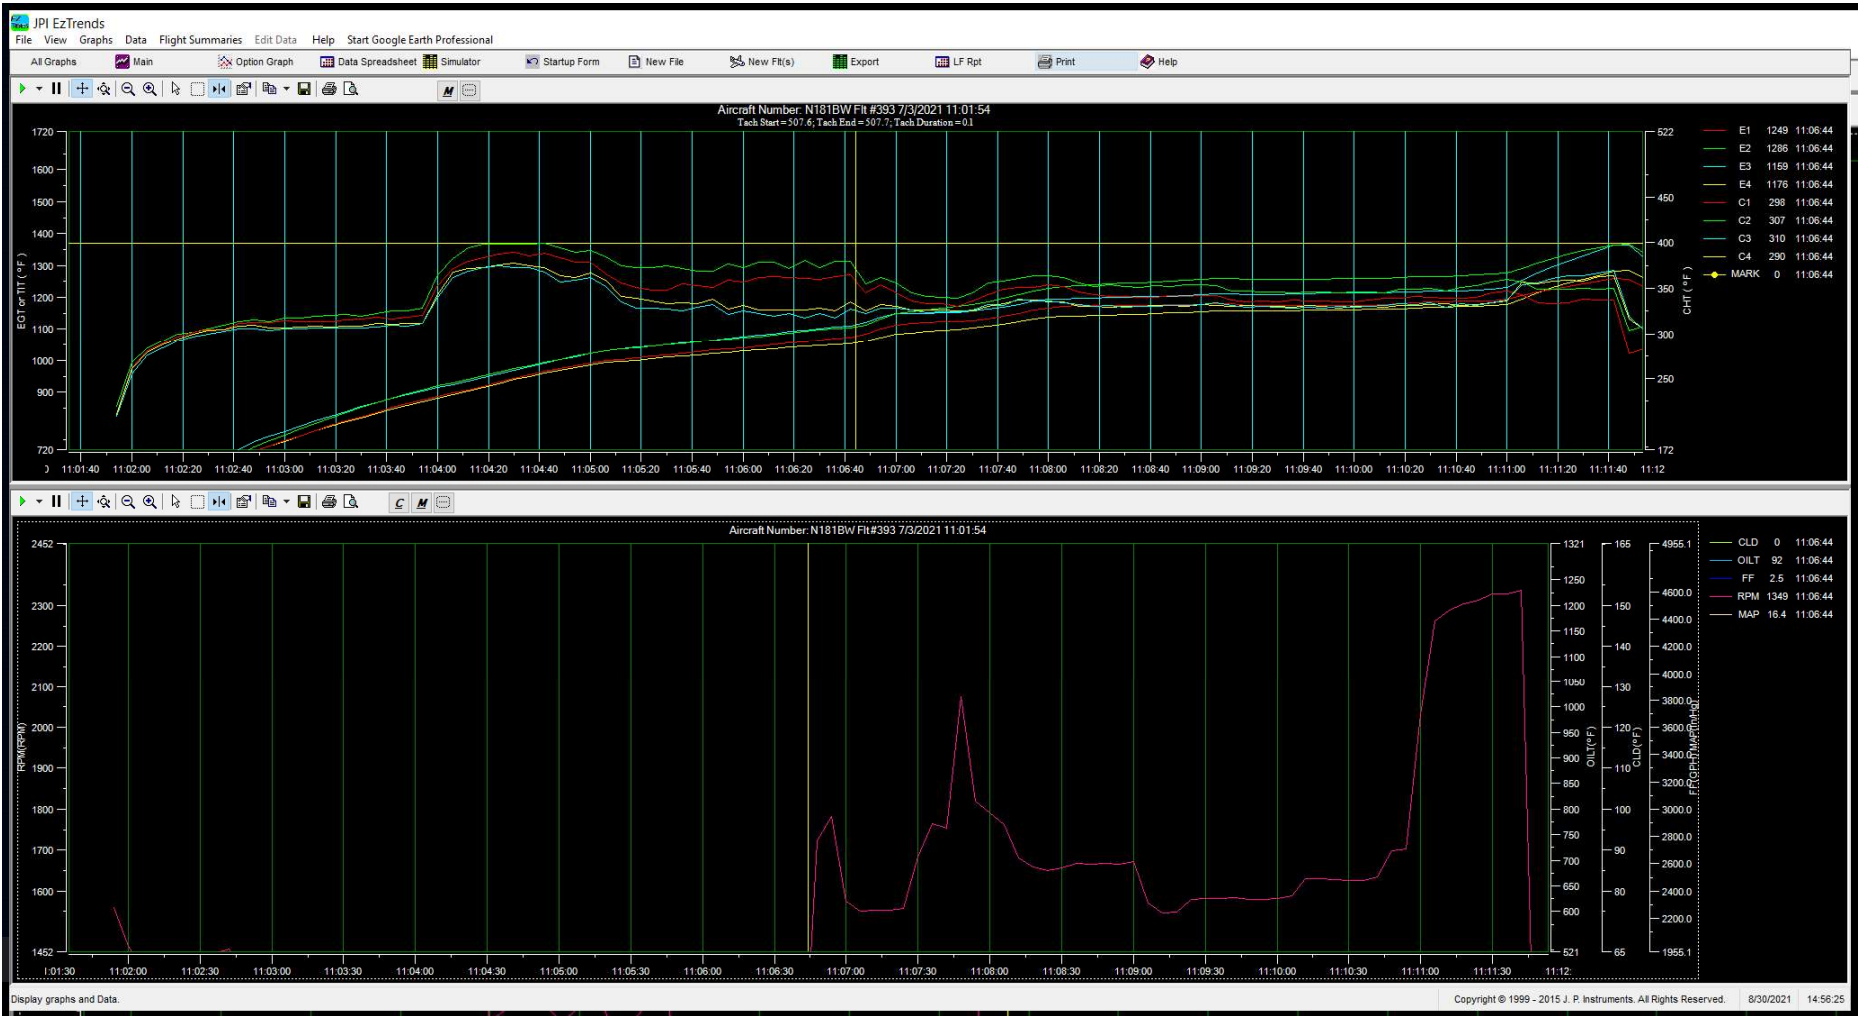 JPI EzTrends
File View Graphs Data Flight Summaries Edit Data Help Start Google Earth Professional
All Graphs Main Option Graph Data Spreadsheet Simulator Startup Form New File New Flt(s) Export LF Rpt Print Help
M
Aircraft Number: N181BW Flt #393 7/3/2021 11:01:54
Tach Start = 507.6; Tach End = 507.7; Tach Duration = 0.1
EGT or TIT (°F)
1720
1600
1500
1400
1300
1200
1100
1000
900
720
522
450
400
350
300
250
172
CHT (°F)
E1 1249 11:06:44
E2 1286 11:06:44
E3 1159 11:06:44
E4 1176 11:06:44
C1 298 11:06:44
C2 307 11:06:44
C3 310 11:06:44
C4 290 11:06:44
MARK 0 11:06:44
11:01:40 11:02:00 11:02:20 11:02:40 11:03:00 11:03:20 11:03:40 11:04:00 11:04:20 11:04:40 11:05:00 11:05:20 11:05:40 11:06:00 11:06:20 11:06:40 11:07:00 11:07:20 11:07:40 11:08:00 11:08:20 11:08:40 11:09:00 11:09:20 11:09:40 11:10:00 11:10:20 11:10:40 11:11:00 11:11:20 11:11:40 11:12
C M
Aircraft Number: N181BW Flt #393 7/3/2021 11:01:54
RPM(RPM)
2452
2300
2200
2100
2000
1900
1800
1700
1600
1452
1321
1250
1200
1150
1100
1050
1000
950
900
850
800
750
700
650
600
521
OILT(°F)
165
150
140
130
120
110
100
90
80
65
CLD(°F)
4955.1
4600.0
4400.0
4200.0
4000.0
3800.0
3600.0
3400.0
3200.0
3000.0
2800.0
2600.0
2400.0
2200.0
1955.1
CLD 0 11:06:44
OILT 92 11:06:44
FF 2.5 11:06:44
RPM 1349 11:06:44
MAP 16.4 11:06:44
1:01:30 11:02:00 11:02:30 11:03:00 11:03:30 11:04:00 11:04:30 11:05:00 11:05:30 11:06:00 11:06:30 11:07:00 11:07:30 11:08:00 11:08:30 11:09:00 11:09:30 11:10:00 11:10:30 11:11:00 11:11:30 11:12:
Display graphs and Data.
Copyright © 1999 - 2015 J. P. Instruments. All Rights Reserved. 8/30/2021 14:56:25